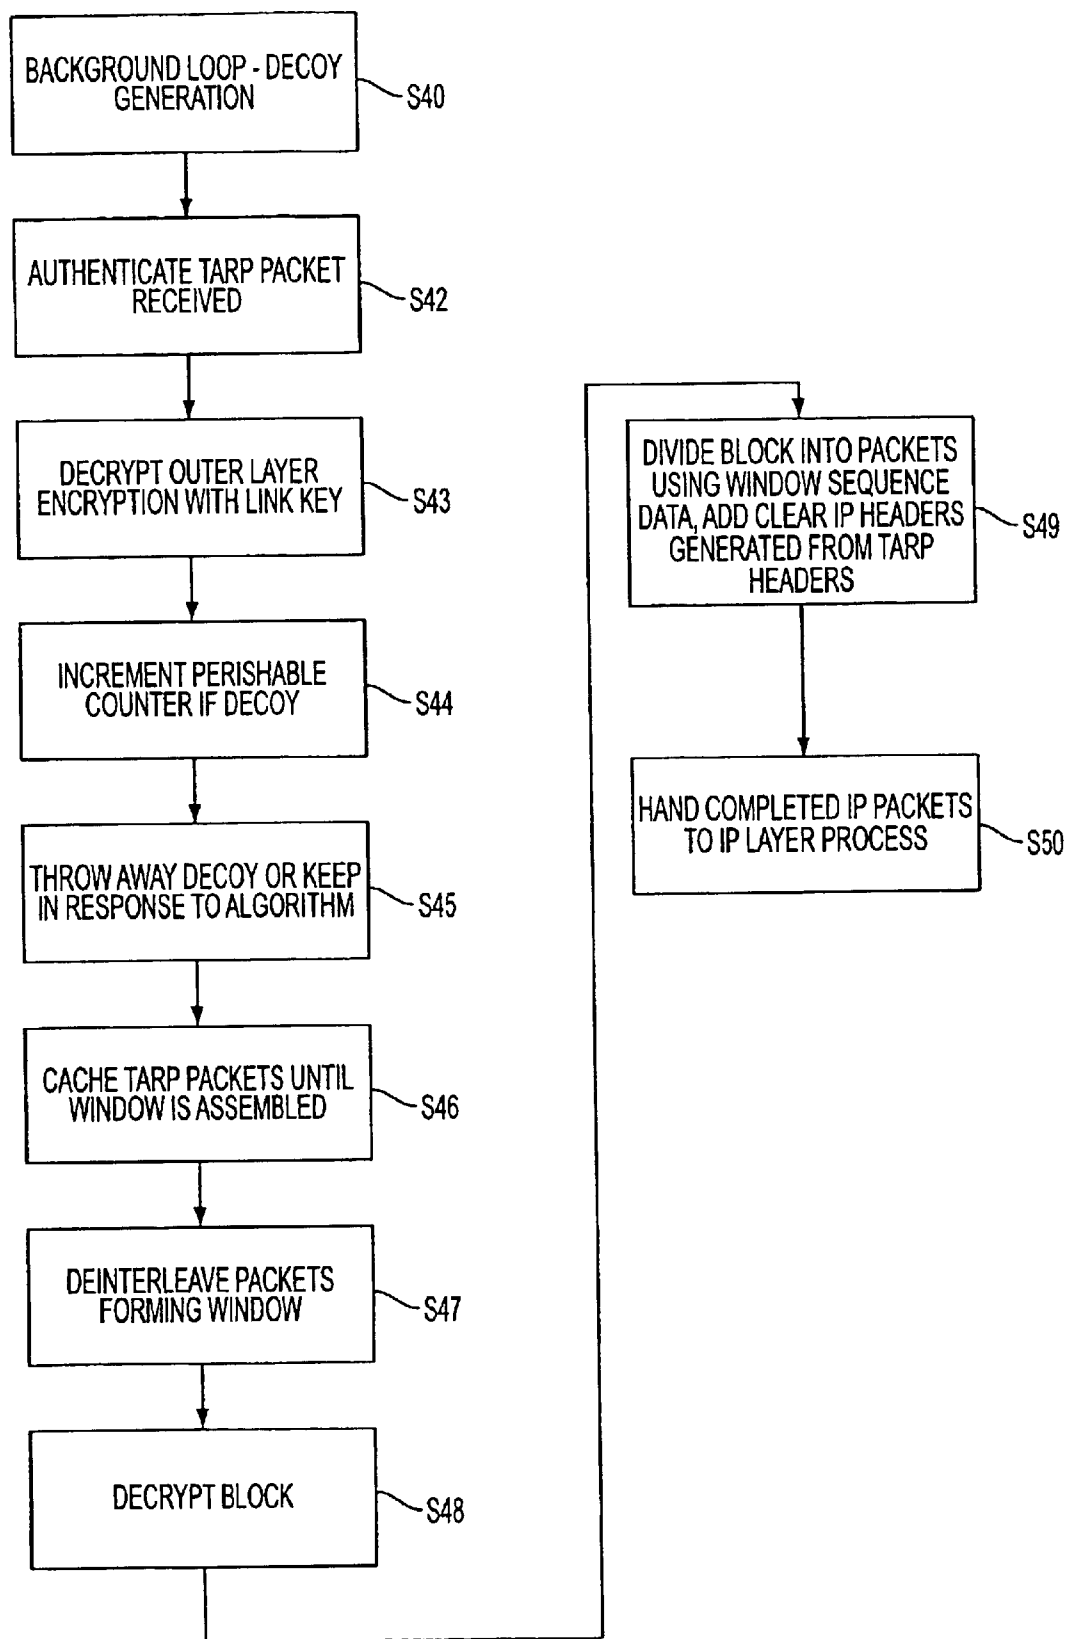 BACKGROUND LOOP - DECOY
GENERATION
S40
AUTHENTICATE TARP PACKET
RECEIVED
S42
DECRYPT OUTER LAYER
ENCRYPTION WITH LINK KEY
S43
INCREMENT PERISHABLE
COUNTER IF DECOY
S44
THROW AWAY DECOY OR KEEP
IN RESPONSE TO ALGORITHM
S45
CACHE TARP PACKETS UNTIL
WINDOW IS ASSEMBLED
S46
DEINTERLEAVE PACKETS
FORMING WINDOW
S47
DECRYPT BLOCK
S48
DIVIDE BLOCK INTO PACKETS
USING WINDOW SEQUENCE
DATA, ADD CLEAR IP HEADERS
GENERATED FROM TARP
HEADERS
S49
HAND COMPLETED IP PACKETS
TO IP LAYER PROCESS
S50